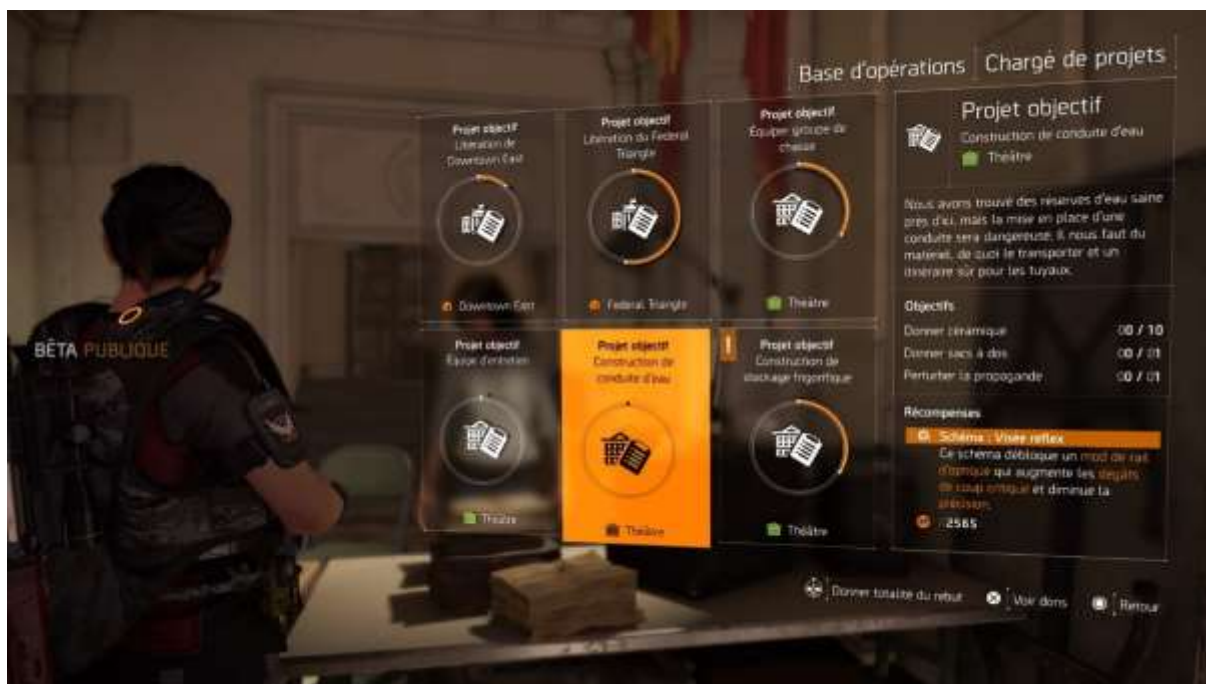 Base d'opérations Chargé de projets
Projet objectif
Libération de
Downtown East
Downtown East
Projet objectif
Libération du Federal
Triangle
Federal Triangle
Projet objectif
Équiper groupe de
chasse
Théâtre
Projet objectif
Équipe d'entretien
Théâtre
Projet objectif
Construction de
conduite d'eau
Théâtre
Projet objectif
Construction de
stockage frigorifique
Théâtre
Projet objectif
Construction de conduite d'eau
Théâtre
Nous avons trouvé des réserves d'eau saine
près d'ici, mais la mise en place d'une
conduite sera dangereuse. Il nous faut du
matériel, de quoi le transporter et un
itinéraire sûr pour les tuyaux.
Objectifs
Donner céramique 00 / 10
Donner sacs à dos 00 / 01
Perturber la propagande 00 / 01
Récompenses
Schéma : Visée reflex
Ce schéma débloque un mod de rail
d'optique qui augmente les dégâts
de coup critique et diminue la
précision.
2565
BÊTA PUBLIQUE
Donner totalité du rebut Voir dons Retour